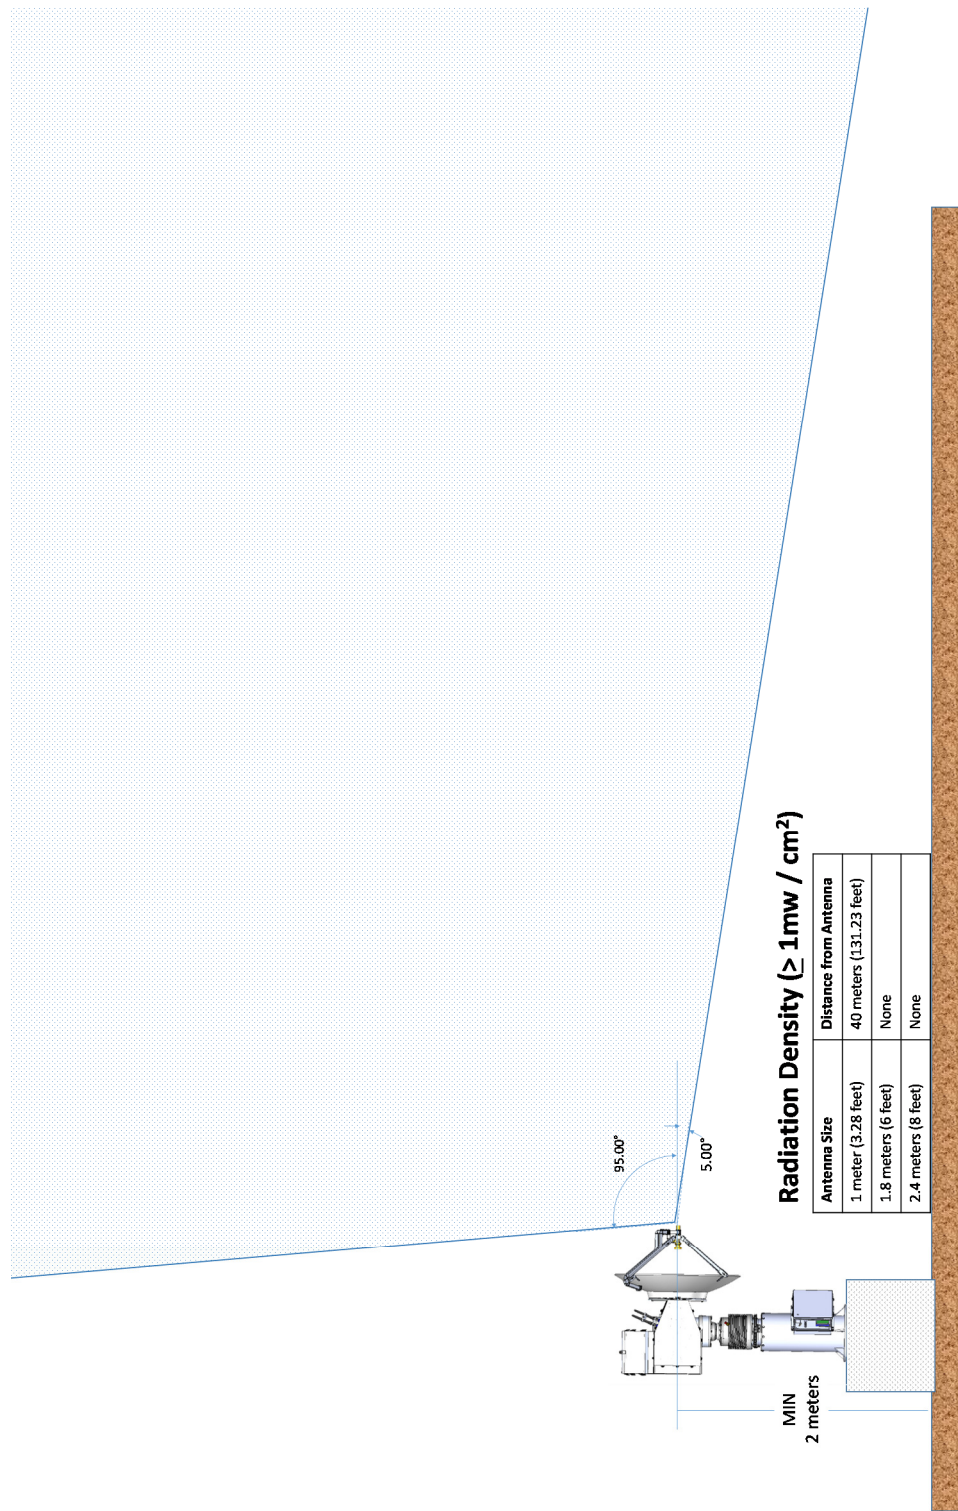 95.00°
5.00°
MIN
2 meters
Radiation Density (≥ 1mw / cm²)
Antenna Size Distance from Antenna
1 meter (3.28 feet) 40 meters (131.23 feet)
1.8 meters (6 feet) None
2.4 meters (8 feet) None